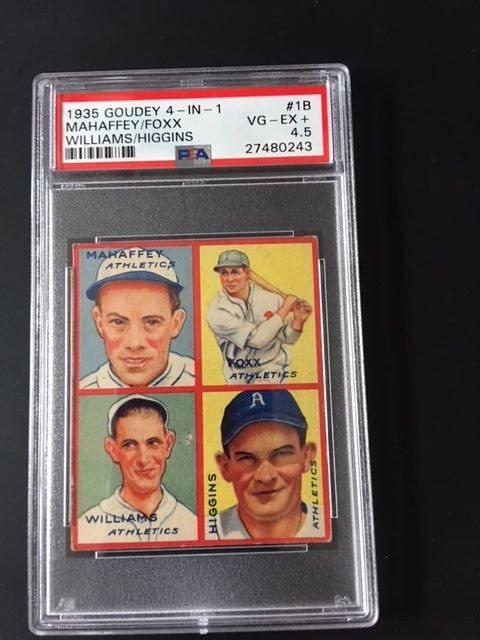 1935 GOUDEY 4-IN-1 #1B
MAHAFFEY/FOXX VG-EX+
WILLIAMS/HIGGINS 4.5
PSA 27480243
MAHAFFEY
ATHLETICS
FOXX
ATHLETICS
WILLIAMS
ATHLETICS
A
HIGGINS
ATHLETICS